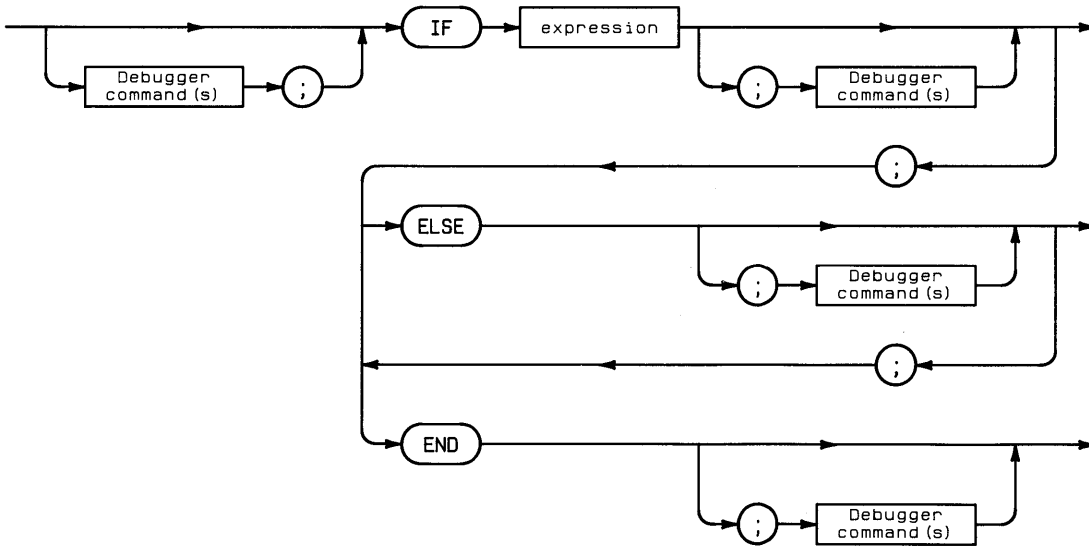 IF
expression
Debugger
command(s)
;
;
Debugger
command(s)
;
ELSE
;
Debugger
command(s)
;
END
;
Debugger
command(s)